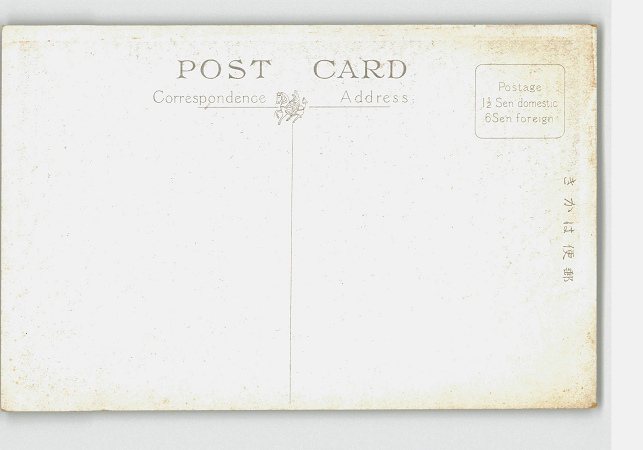 POST CARD
Correspondence Address
Postage
1½ Sen domestic
6Sen foreign
きかは便郵